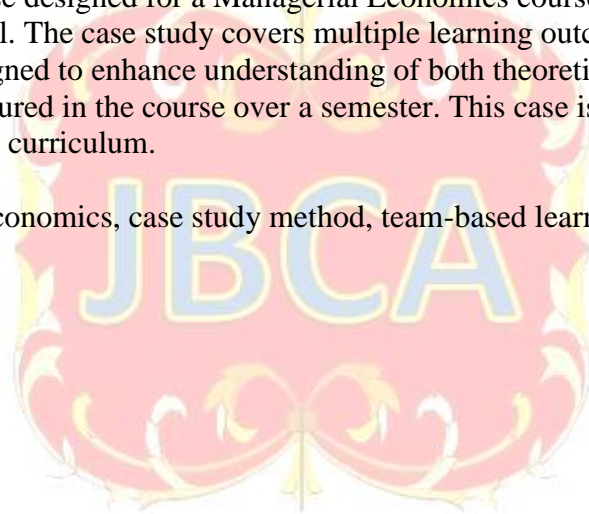 se designed for a Managerial Economics course
l. The case study covers multiple learning outc
gned to enhance understanding of both theoreti
ured in the course over a semester. This case is
curriculum.
conomics, case study method, team-based learn
JBCA